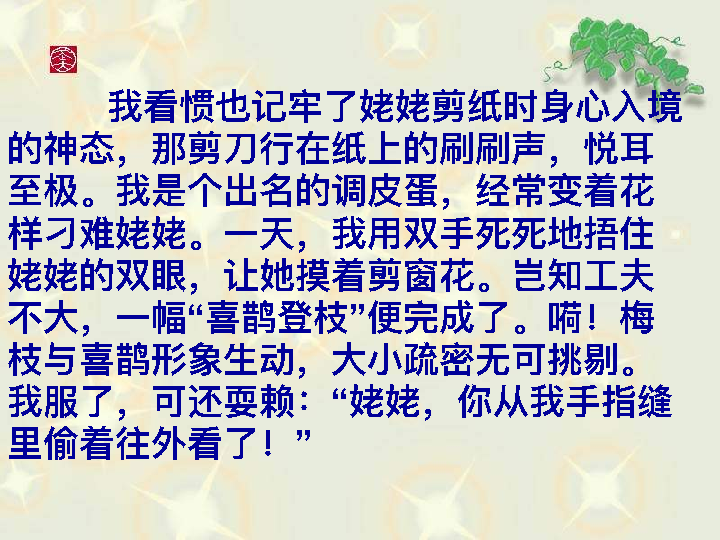 我看惯也记牢了姥姥剪纸时身心入境
的神态，那剪刀行在纸上的刷刷声，悦耳
至极。我是个出名的调皮蛋，经常变着花
样刁难姥姥。一天，我用双手死死地捂住
姥姥的双眼，让她摸着剪窗花。岂知工夫
不大，一幅“喜鹊登枝”便完成了。嗬！梅
枝与喜鹊形象生动，大小疏密无可挑剔。
我服了，可还耍赖：“姥姥，你从我手指缝
里偷着往外看了！”